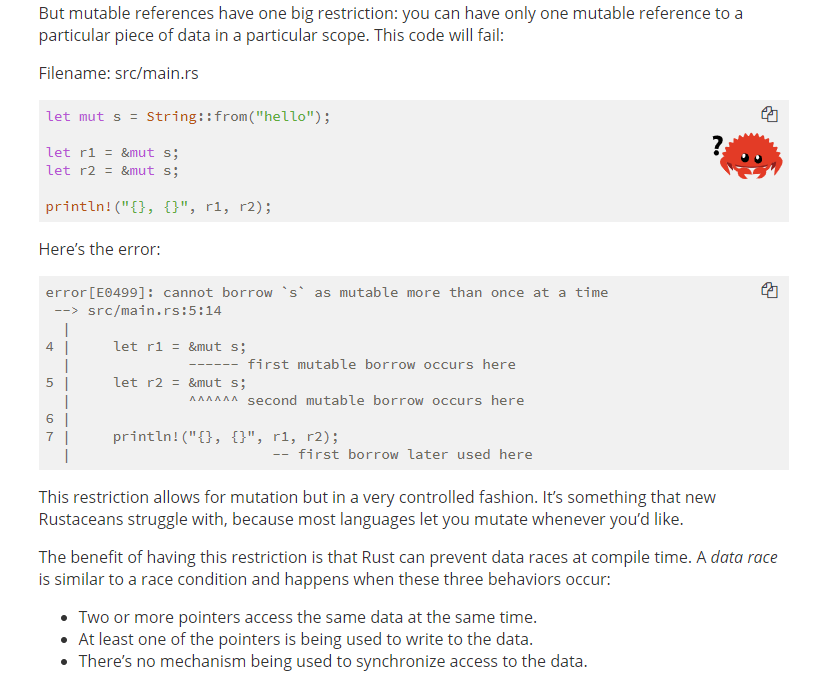 But mutable references have one big restriction: you can have only one mutable reference to a
particular piece of data in a particular scope. This code will fail:
Filename: src/main.rs
let mut s = String::from("hello");
let r1 = &mut s;
let r2 = &mut s;
println!("{}, {}", r1, r2);
?
Here’s the error:
error[E0499]: cannot borrow `s` as mutable more than once at a time
 --> src/main.rs:5:14
  |
4 |     let r1 = &mut s;
  |              ------ first mutable borrow occurs here
5 |     let r2 = &mut s;
  |              ^^^^^^ second mutable borrow occurs here
6 |
7 |     println!("{}, {}", r1, r2);
  |                        -- first borrow later used here
This restriction allows for mutation but in a very controlled fashion. It’s something that new
Rustaceans struggle with, because most languages let you mutate whenever you’d like.
The benefit of having this restriction is that Rust can prevent data races at compile time. A data race
is similar to a race condition and happens when these three behaviors occur:
• Two or more pointers access the same data at the same time.
• At least one of the pointers is being used to write to the data.
• There’s no mechanism being used to synchronize access to the data.